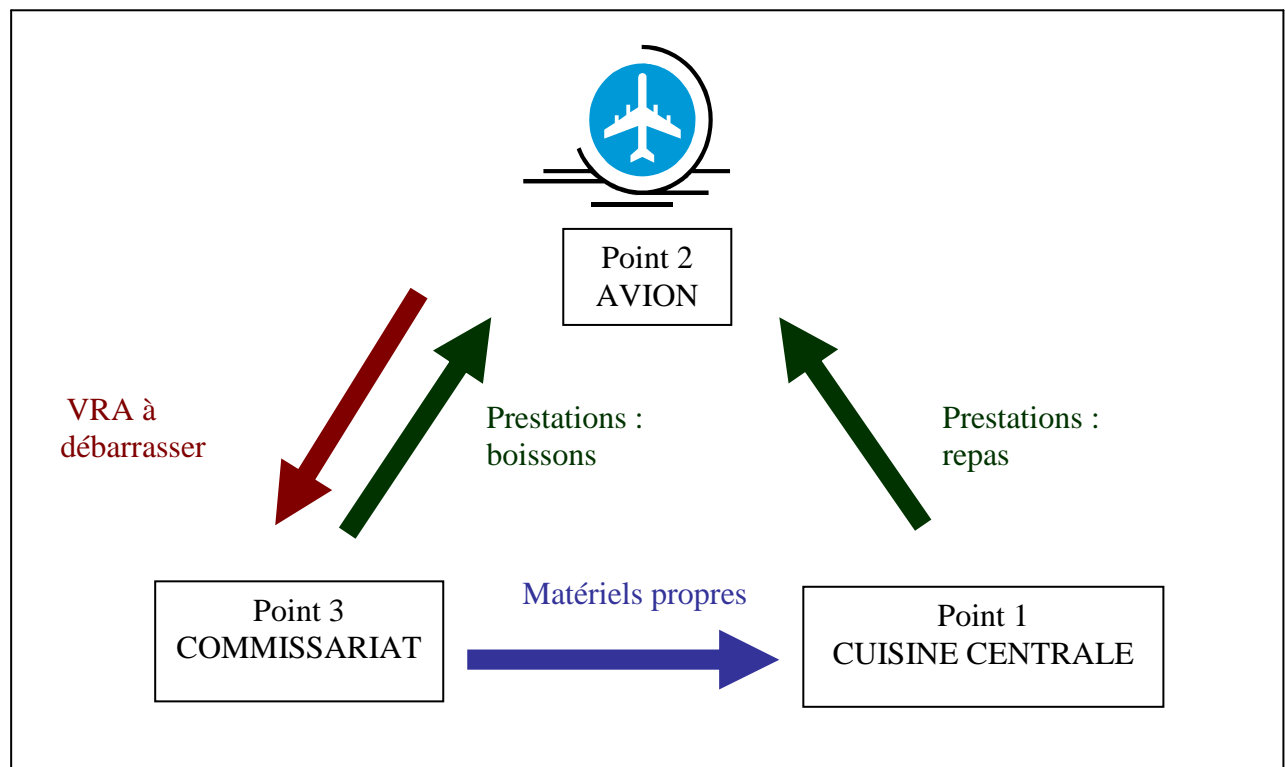 Point 2
AVION
VRA à
débarrasser
Prestations :
boissons
Prestations :
repas
Point 3
COMMISSARIAT
Matériels propres
Point 1
CUISINE CENTRALE